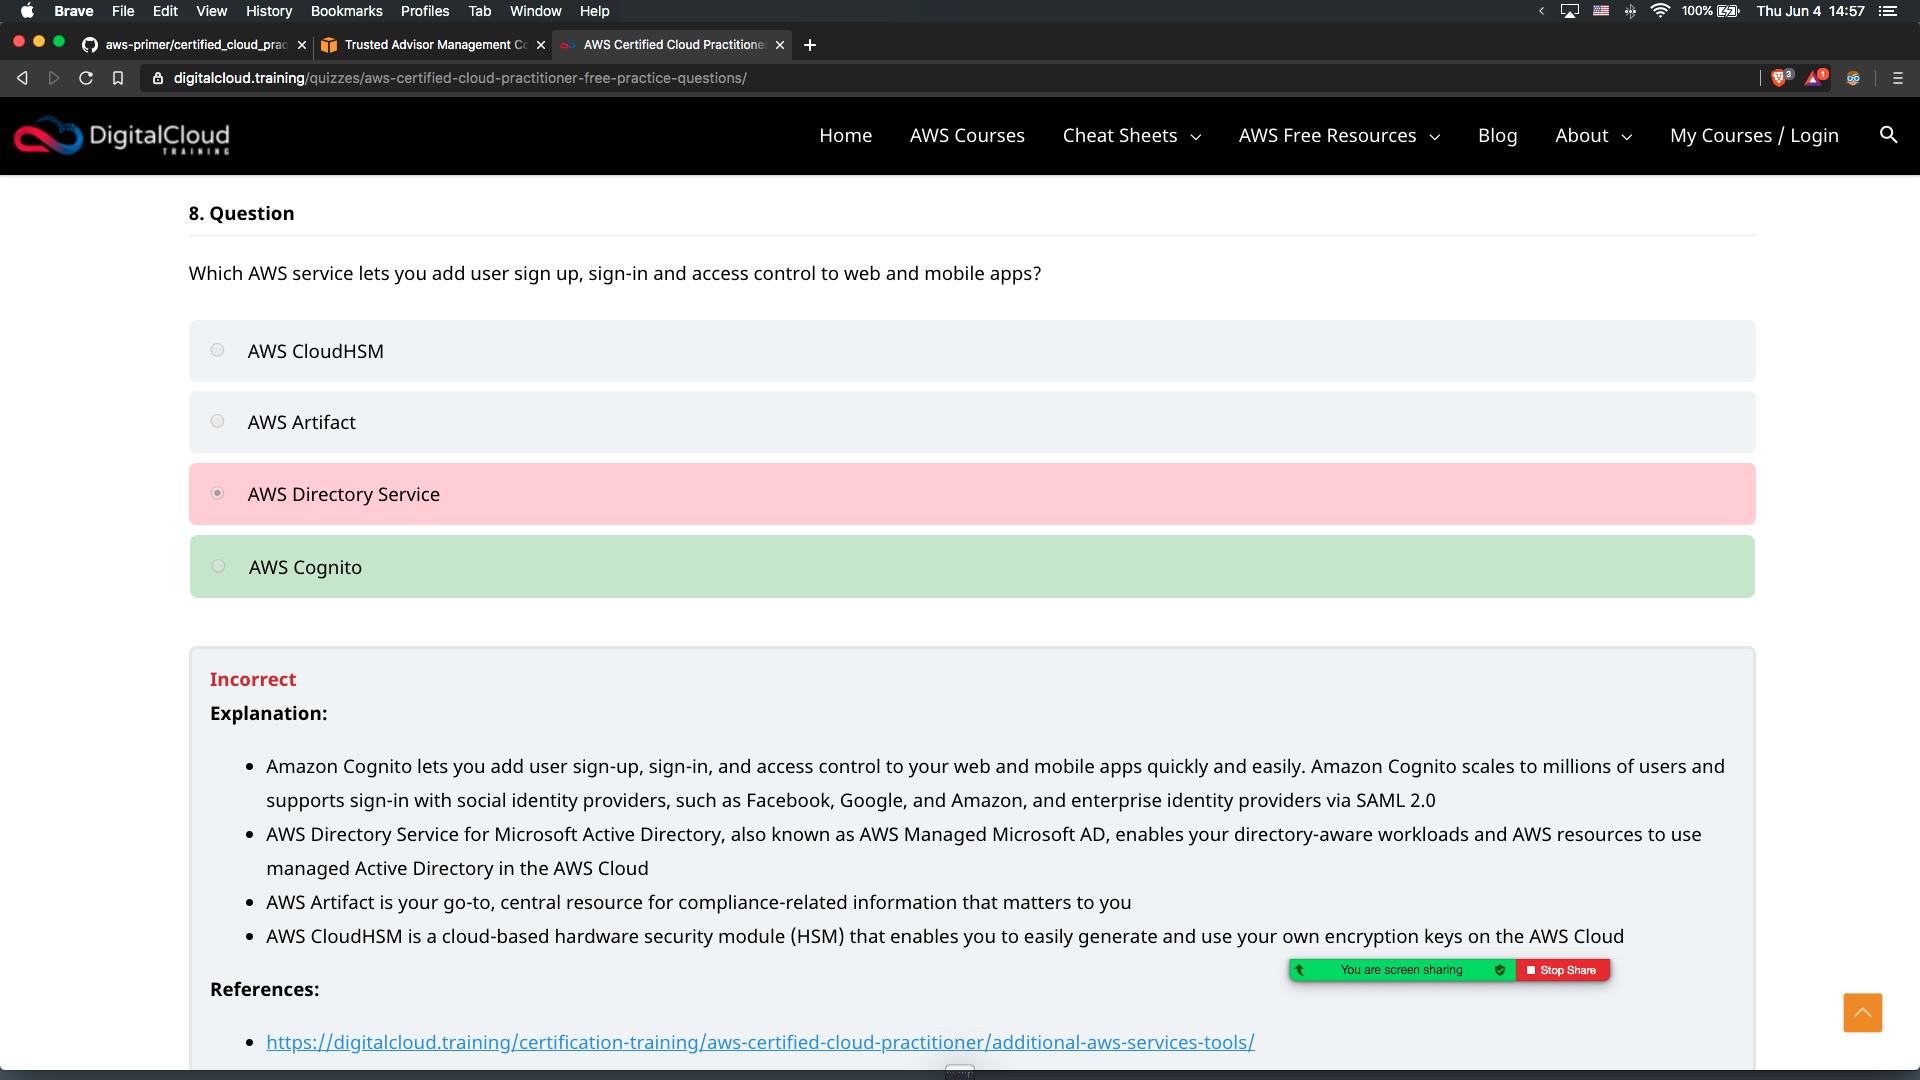 Brave File Edit View History Bookmarks Profiles Tab Window Help 100% Thu Jun 4 14:57
aws-primer/certified_cloud_prac Trusted Advisor Management Co AWS Certified Cloud Practitione
digitalcloud.training/quizzes/aws-certified-cloud-practitioner-free-practice-questions/ 3 1
DigitalCloud
TRAINING
Home AWS Courses Cheat Sheets AWS Free Resources Blog About My Courses / Login
8. Question
Which AWS service lets you add user sign up, sign-in and access control to web and mobile apps?
AWS CloudHSM
AWS Artifact
AWS Directory Service
AWS Cognito
Incorrect
Explanation:
• Amazon Cognito lets you add user sign-up, sign-in, and access control to your web and mobile apps quickly and easily. Amazon Cognito scales to millions of users and
supports sign-in with social identity providers, such as Facebook, Google, and Amazon, and enterprise identity providers via SAML 2.0
• AWS Directory Service for Microsoft Active Directory, also known as AWS Managed Microsoft AD, enables your directory-aware workloads and AWS resources to use
managed Active Directory in the AWS Cloud
• AWS Artifact is your go-to, central resource for compliance-related information that matters to you
• AWS CloudHSM is a cloud-based hardware security module (HSM) that enables you to easily generate and use your own encryption keys on the AWS Cloud
You are screen sharing Stop Share
References:
• https://digitalcloud.training/certification-training/aws-certified-cloud-practitioner/additional-aws-services-tools/